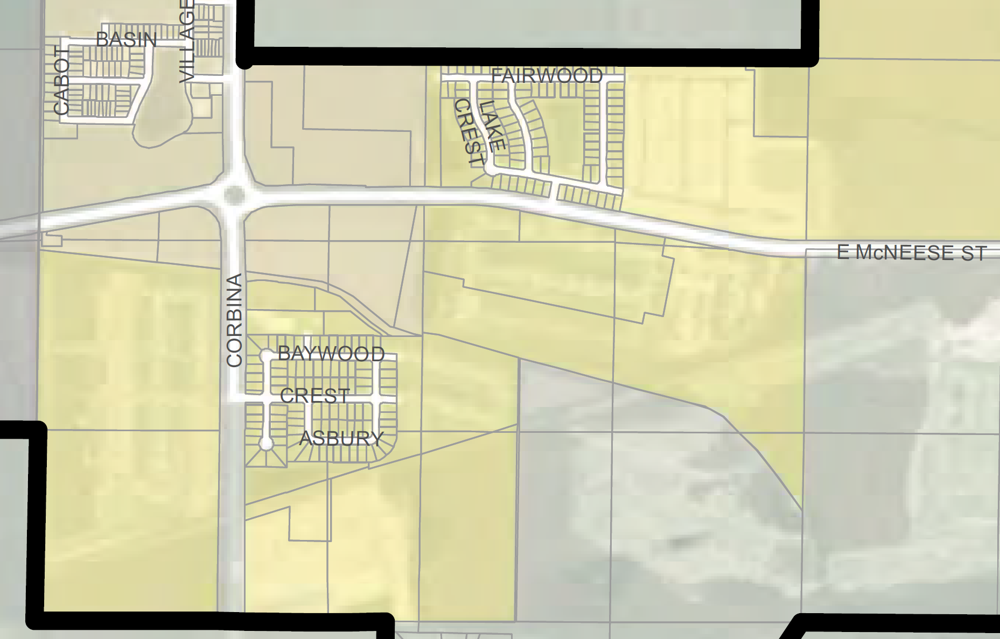 VILLAGE
BASIN
CABOT
FAIRWOOD
LAKE
CREST
E McNEESE ST
CORBINA
BAYWOOD
CREST
ASBURY